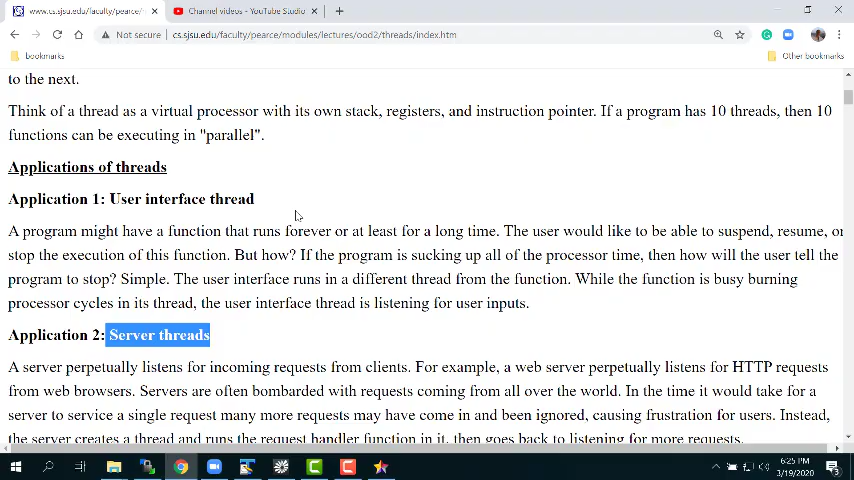 www.cs.sjsu.edu/faculty/pearce/
Channel videos - YouTube Studio
Not secure
cs.sjsu.edu/faculty/pearce/modules/lectures/ood2/threads/index.htm
bookmarks
Other bookmarks
to the next.
Think of a thread as a virtual processor with its own stack, registers, and instruction pointer. If a program has 10 threads, then 10
functions can be executing in "parallel".
Applications of threads
Application 1: User interface thread
A program might have a function that runs forever or at least for a long time. The user would like to be able to suspend, resume, or
stop the execution of this function. But how? If the program is sucking up all of the processor time, then how will the user tell the
program to stop? Simple. The user interface runs in a different thread from the function. While the function is busy burning
processor cycles in its thread, the user interface thread is listening for user inputs.
Application 2: Server threads
A server perpetually listens for incoming requests from clients. For example, a web server perpetually listens for HTTP requests
from web browsers. Servers are often bombarded with requests coming from all over the world. In the time it would take for a
server to service a single request many more requests may have come in and been ignored, causing frustration for users. Instead,
the server creates a thread and runs the request handler function in it, then goes back to listening for more requests.
6:25 PM
3/19/2020
3